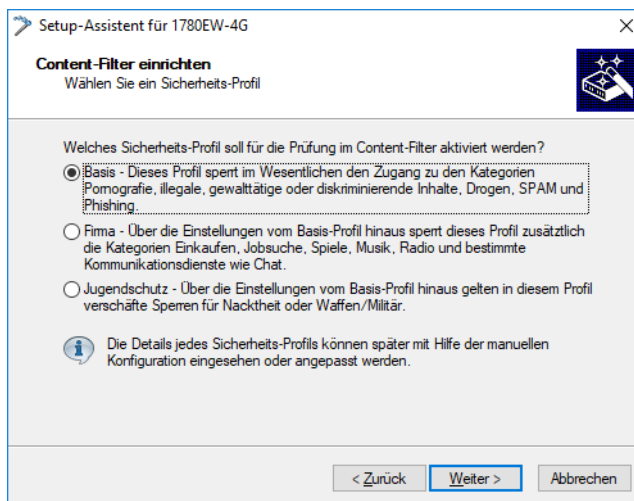 Setup-Assistent für 1780EW-4G
Content-Filter einrichten
Wählen Sie ein Sicherheits-Profil
Welches Sicherheits-Profil soll für die Prüfung im Content-Filter aktiviert werden?
Basis - Dieses Profil sperrt im Wesentlichen den Zugang zu den Kategorien
Pornografie, illegale, gewalttätige oder diskriminierende Inhalte, Drogen, SPAM und
Phishing.
Firma - Über die Einstellungen vom Basis-Profil hinaus sperrt dieses Profil zusätzlich
die Kategorien Einkaufen, Jobsuche, Spiele, Musik, Radio und bestimmte
Kommunikationsdienste wie Chat.
Jugendschutz - Über die Einstellungen vom Basis-Profil hinaus gelten in diesem Profil
verschäfte Sperren für Nacktheit oder Waffen/Militär.
Die Details jedes Sicherheits-Profils können später mit Hilfe der manuellen
Konfiguration eingesehen oder angepasst werden.
< Zurück
Weiter >
Abbrechen